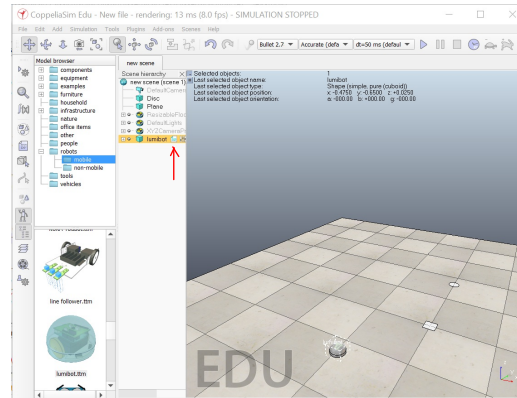 CoppeliaSim Edu - New file - rendering: 13 ms (8.0 fps) - SIMULATION STOPPED
File Edit Add Simulation Tools Plugins Add-ons Scenes Help
Bullet 2.7 Accurate (defa dt=50 ms (defaul
Model browser
components
equipment
examples
furniture
household
infrastructure
nature
office items
other
people
robots
mobile
non-mobile
tools
vehicles
line follower.ttm
lumibot.ttm
new scene
Scene hierarchy
new scene (scene 1)
DefaultCamera
Disc
Plane
ResizableFloo
DefaultLights
XYZCameraPro
lumibot
Selected objects: 1
Last selected object name: lumibot
Last selected object type: Shape (simple, pure (cuboid))
Last selected object position: x: -0.4750 y: -0.6500 z: +0.0250
Last selected object orientation: a: -000.00 b: +000.00 g: -000.00
EDU